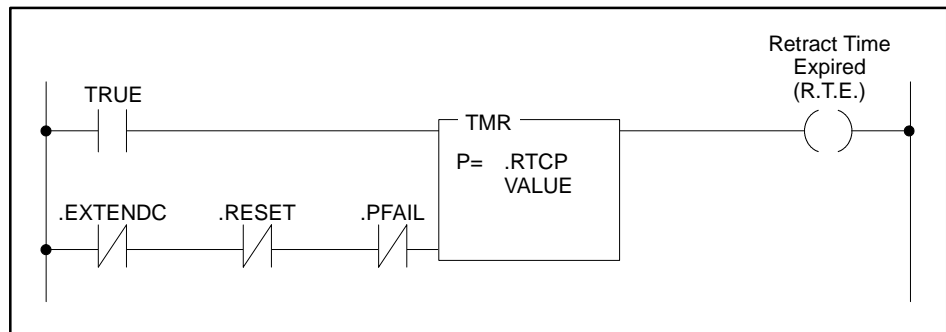 Retract Time
Expired
(R.T.E.)
TRUE
TMR
P= .RTCP
VALUE
.EXTENDC .RESET .PFAIL